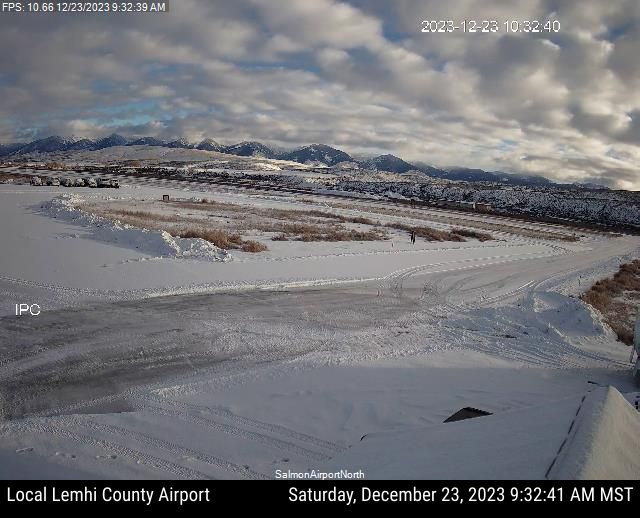 FPS: 10.66 12/23/2023 9:32:39 AM
2023-12-23 10:32:40
IPC
SalmonAirportNorth
Local Lemhi County Airport
Saturday, December 23, 2023 9:32:41 AM MST